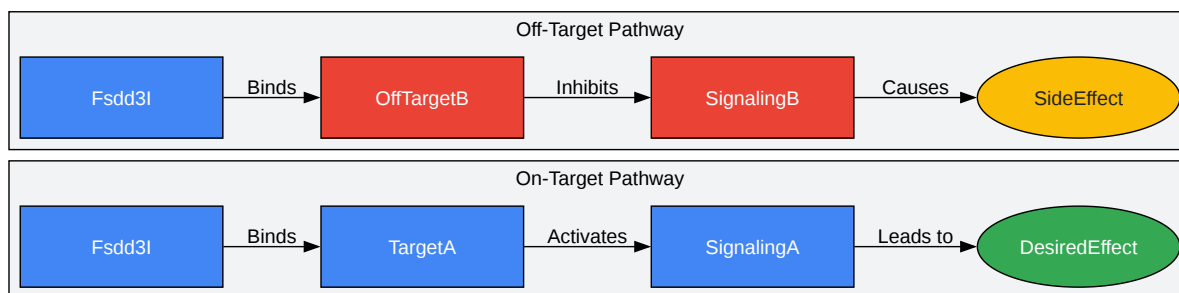 Off-Target Pathway
Fsdd3I
Binds
OffTargetB
Inhibits
SignalingB
Causes
SideEffect
On-Target Pathway
Fsdd3I
Binds
TargetA
Activates
SignalingA
Leads to
DesiredEffect